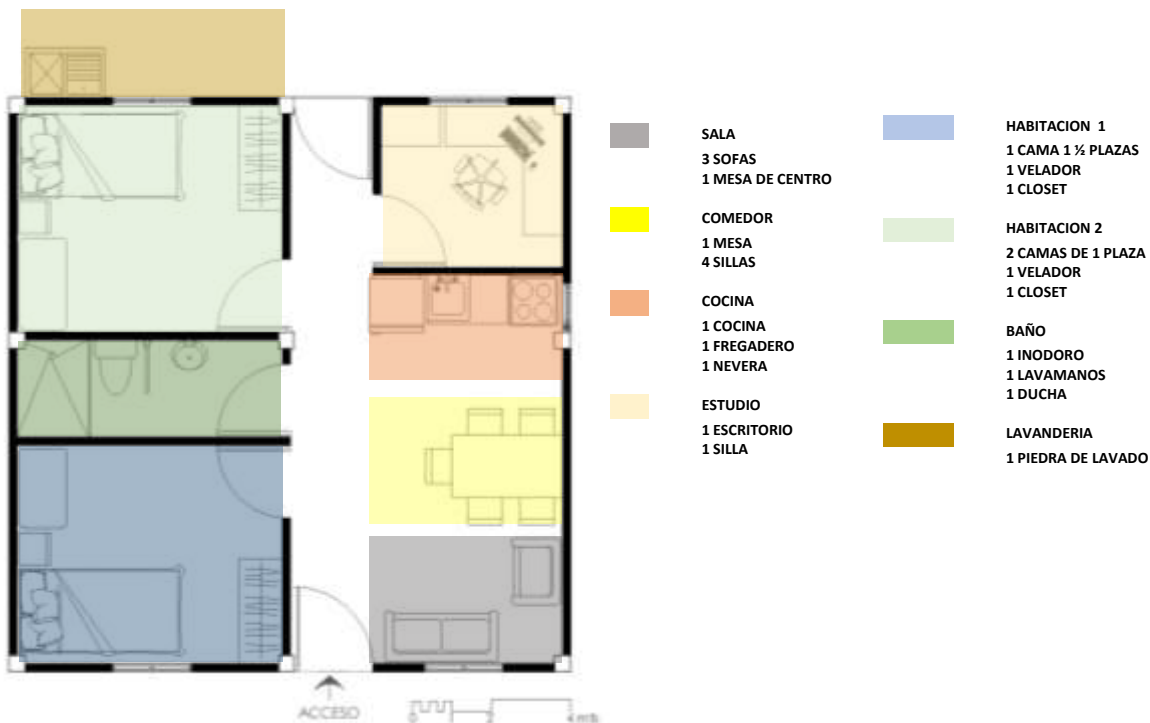 SALA
3 SOFAS
1 MESA DE CENTRO
COMEDOR
1 MESA
4 SILLAS
COCINA
1 COCINA
1 FREGADERO
1 NEVERA
ESTUDIO
1 ESCRITORIO
1 SILLA
HABITACION 1
1 CAMA 1 ½ PLAZAS
1 VELADOR
1 CLOSET
HABITACION 2
2 CAMAS DE 1 PLAZA
1 VELADOR
1 CLOSET
BAÑO
1 INODORO
1 LAVAMANOS
1 DUCHA
LAVANDERIA
1 PIEDRA DE LAVADO
ACCESO
0 2 4 mts